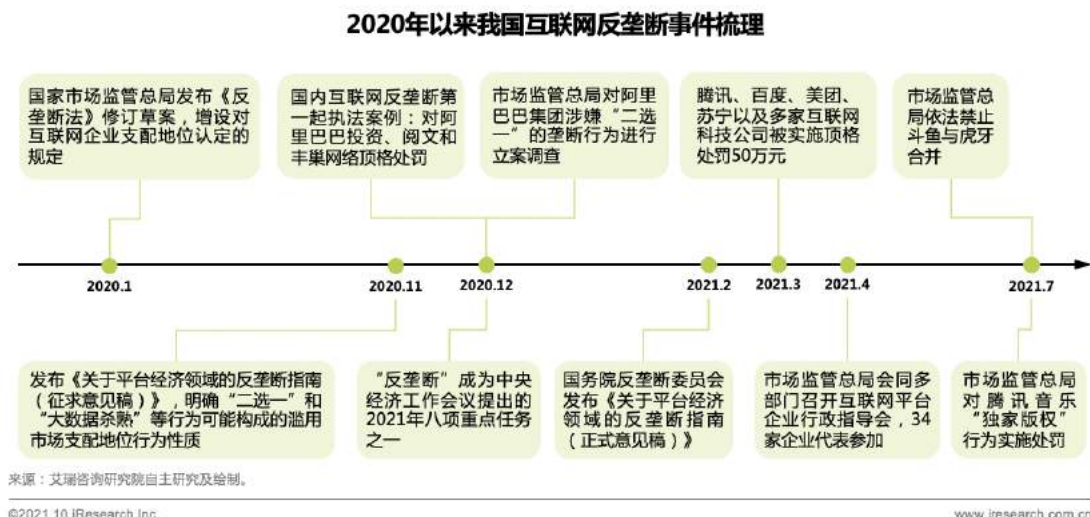 2020年以来我国互联网反垄断事件梳理
国家市场监管总局发布《反
垄断法》修订草案，增设对
互联网企业支配地位认定的
规定
国内互联网反垄断第
一起执法案例：对阿
里巴巴投资、阅文和
丰巢网络顶格处罚
市场监管总局对阿里
巴巴集团涉嫌“二选
一”的垄断行为进行
立案调查
腾讯、百度、美团、
苏宁以及多家互联网
科技公司被实施顶格
处罚50万元
市场监管总
局依法禁止
斗鱼与虎牙
合并
2020.1
2020.11
2020.12
2021.2
2021.3
2021.4
2021.7
发布《关于平台经济领域的反垄断指南
（征求意见稿）》，明确“二选一”和
“大数据杀熟”等行为可能构成的滥用
市场支配地位行为性质
“反垄断”成为中央
经济工作会议提出的
2021年八项重点任务
之一
国务院反垄断委员会
发布《关于平台经济
领域的反垄断指南
（正式意见稿）》
市场监管总局会同多
部门召开互联网平台
企业行政指导会，34
家企业代表参加
市场监管总局
对腾讯音乐
“独家版权”
行为实施处罚
来源：艾瑞咨询研究院自主研究及绘制。
©2021.10 iResearch Inc.
www.iresearch.com.cn